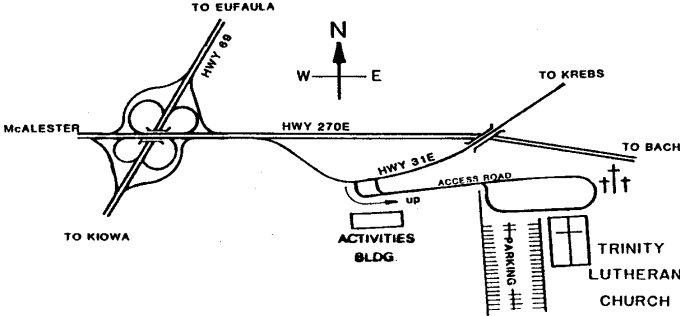 TO EUFAULA
HWY 69
N
W E
TO KREBS
McALESTER
HWY 270E
TO BACH
HWY 31E
ACCESS ROAD
up
TO KIOWA
ACTIVITIES
BLDG.
PARKING
TRINITY
LUTHERAN
CHURCH